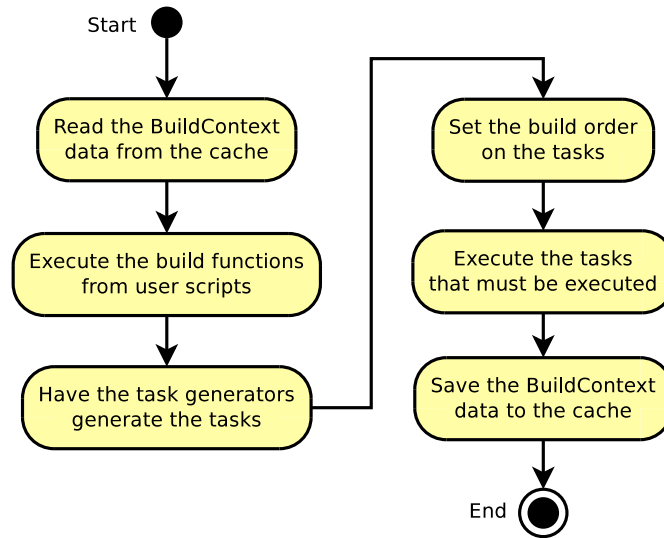 Start
Read the BuildContext
data from the cache
Execute the build functions
from user scripts
Have the task generators
generate the tasks
Set the build order
on the tasks
Execute the tasks
that must be executed
Save the BuildContext
data to the cache
End